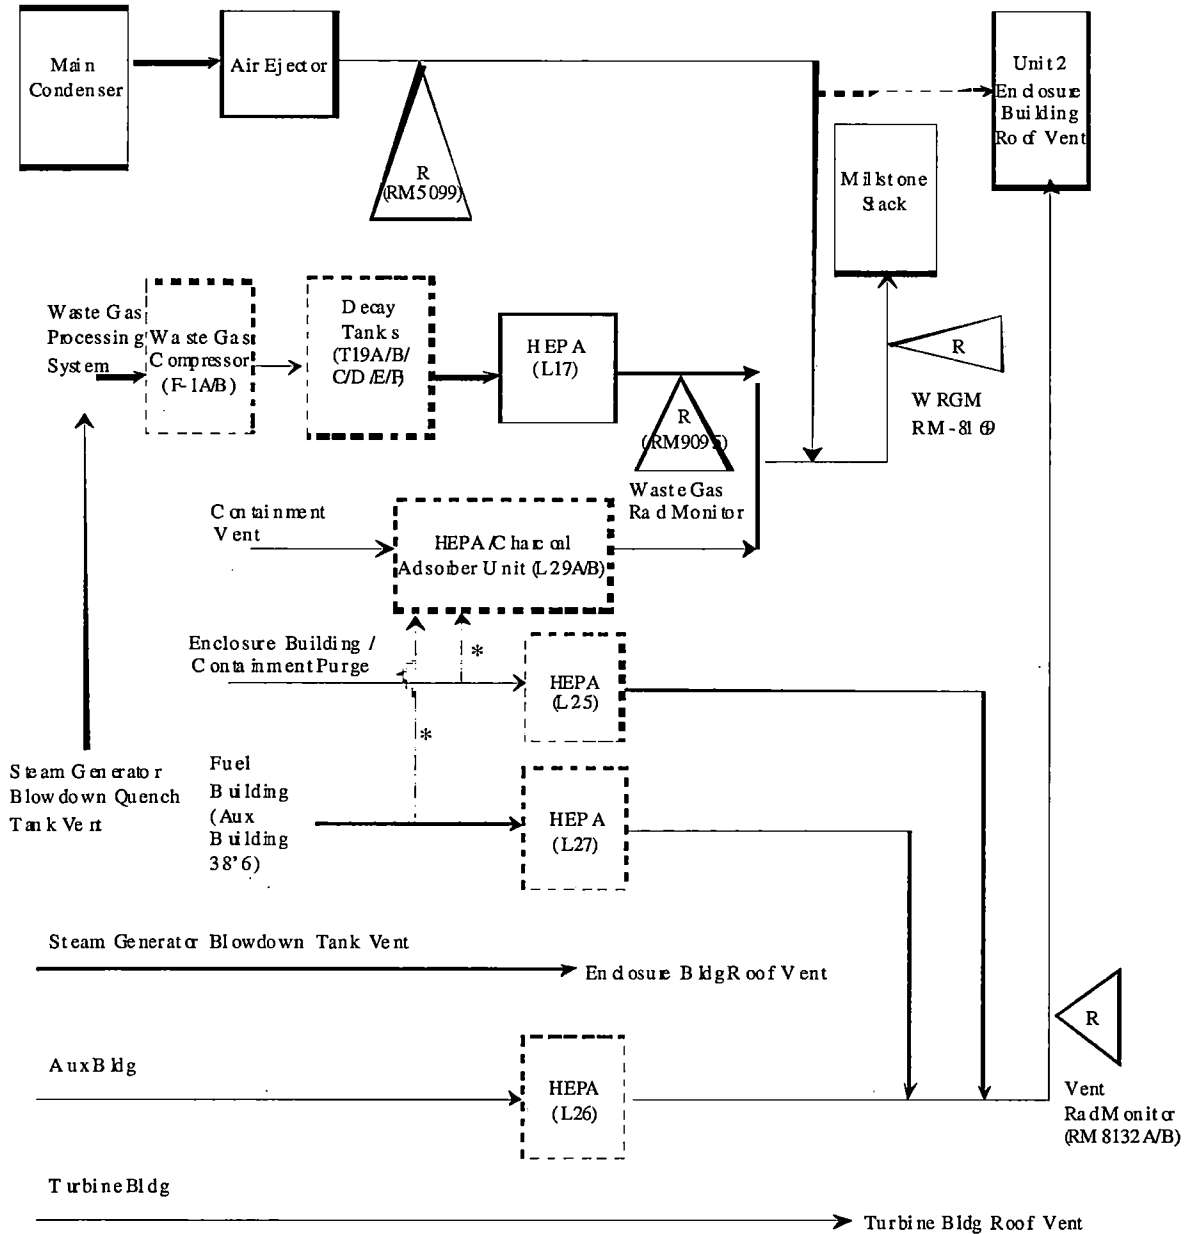 Main
Condenser
Air Ejector
Unit 2
Enclosure
Building
Roof Vent
R
(RM5099)
Millstone
Stack
Waste Gas
Processing
System
Waste Gas
Compressor
(F-1A/B)
Decay
Tanks
(T19A/B/
C/D/E/F)
HEPA
(L17)
R
(RM9095)
Waste Gas
Rad Monitor
R
WRGM
RM-8169
Containment
Vent
HEPA/Charcoal
Adsorber Unit (L29A/B)
Enclosure Building /
Containment Purge
*
HEPA
(L25)
*
Steam Generator
Blowdown Quench
Tank Vent
Fuel
Building
(Aux
Building
38'6)
HEPA
(L27)
Steam Generator Blowdown Tank Vent
Enclosure Bldg Roof Vent
R
Aux Bldg
HEPA
(L26)
Vent
Rad Monitor
(RM8132A/B)
Turbine Bldg
Turbine Bldg Roof Vent